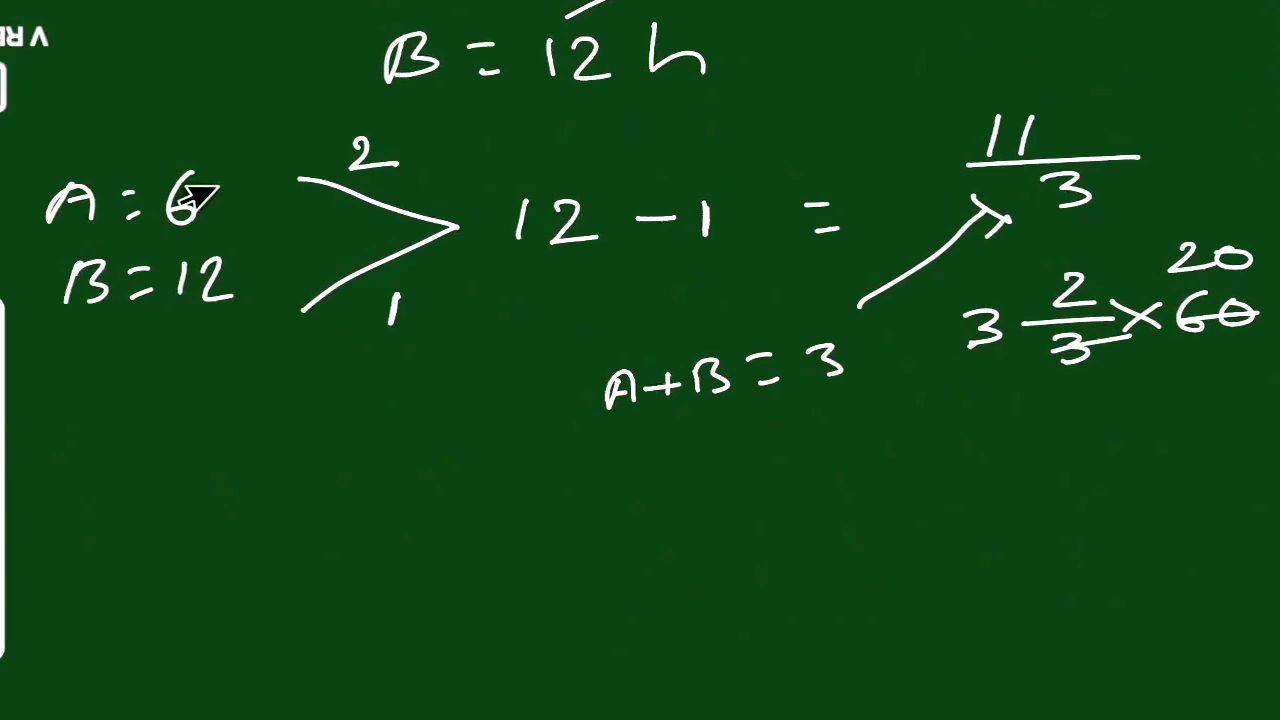 B = 12 h
11
2
3
A = 6
12 - 1 =
B = 12
20
1
3 2/3 × 60
A+B = 3